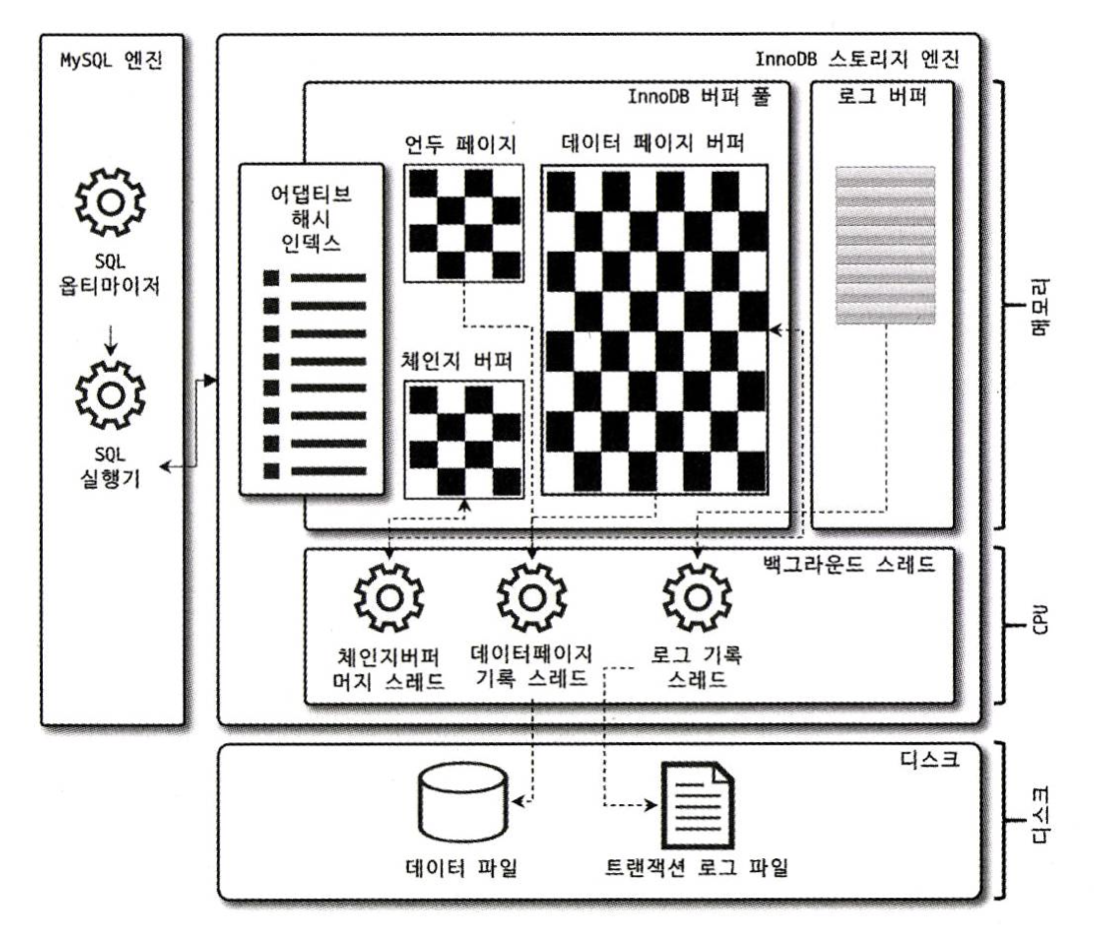 MySQL 엔진
SQL
옵티마이저
SQL
실행기
InnoDB 스토리지 엔진
InnoDB 버퍼 풀
로그 버퍼
언두 페이지
데이터 페이지 버퍼
어댑티브
해시
인덱스
체인지 버퍼
메모리
백그라운드 스레드
체인지버퍼
머지 스레드
데이터페이지
기록 스레드
로그 기록
스레드
CPU
디스크
데이터 파일
트랜잭션 로그 파일
디스크